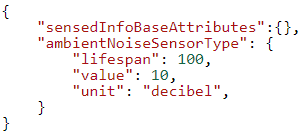 {
    "sensedInfoBaseAttributes":{},
    "ambientNoiseSensorType": {
        "lifespan": 100,
        "value": 10,
        "unit": "decibel",
    }
}